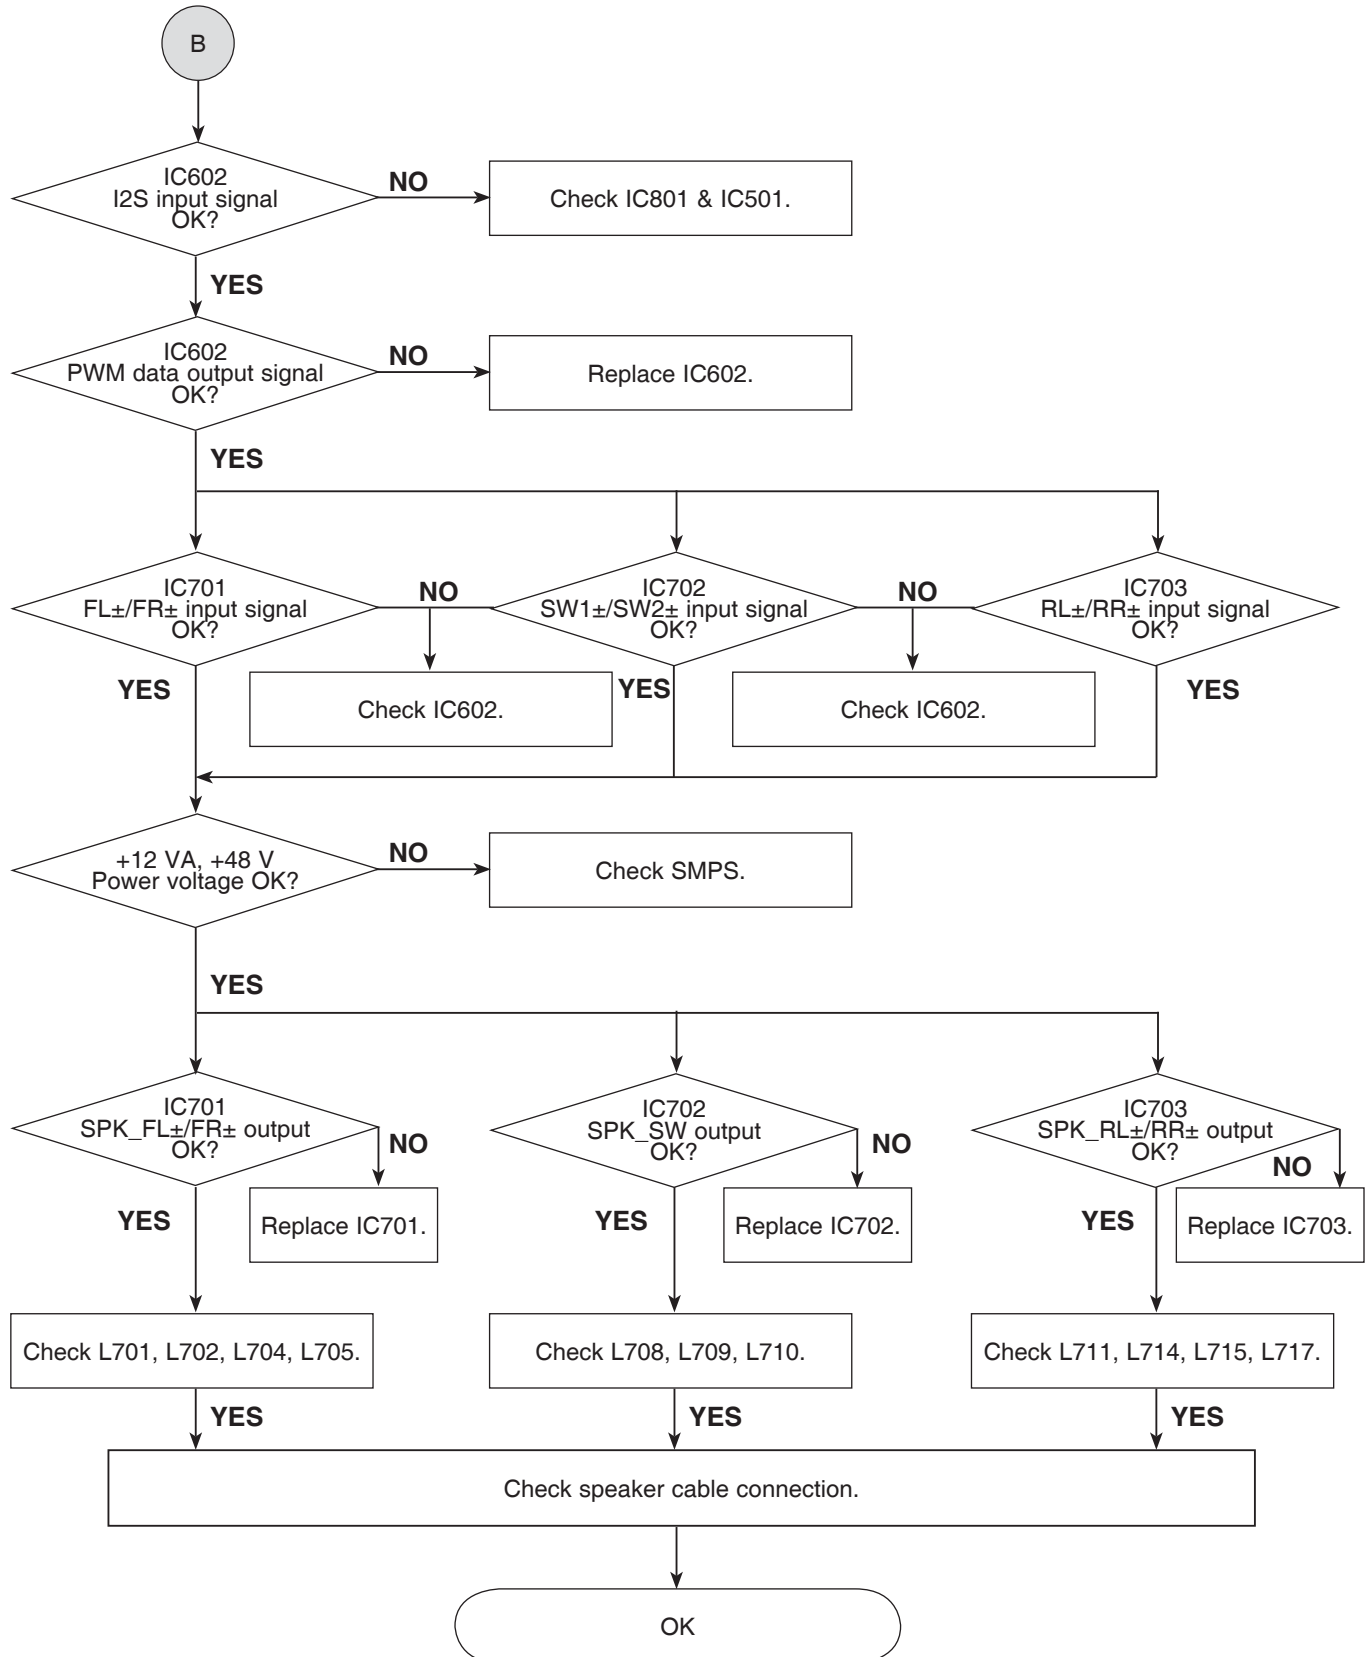 B
IC602
I2S input signal
OK?
NO
Check IC801 & IC501.
YES
IC602
PWM data output signal
OK?
NO
Replace IC602.
YES
IC701
FL±/FR± input signal
OK?
NO
IC702
SW1±/SW2± input signal
OK?
NO
IC703
RL±/RR± input signal
OK?
YES
Check IC602.
YES
Check IC602.
YES
+12 VA, +48 V
Power voltage OK?
NO
Check SMPS.
YES
IC701
SPK_FL±/FR± output
OK?
NO
IC702
SPK_SW output
OK?
NO
IC703
SPK_RL±/RR± output
OK?
NO
YES
Replace IC701.
YES
Replace IC702.
YES
Replace IC703.
Check L701, L702, L704, L705.
Check L708, L709, L710.
Check L711, L714, L715, L717.
YES
YES
YES
Check speaker cable connection.
OK